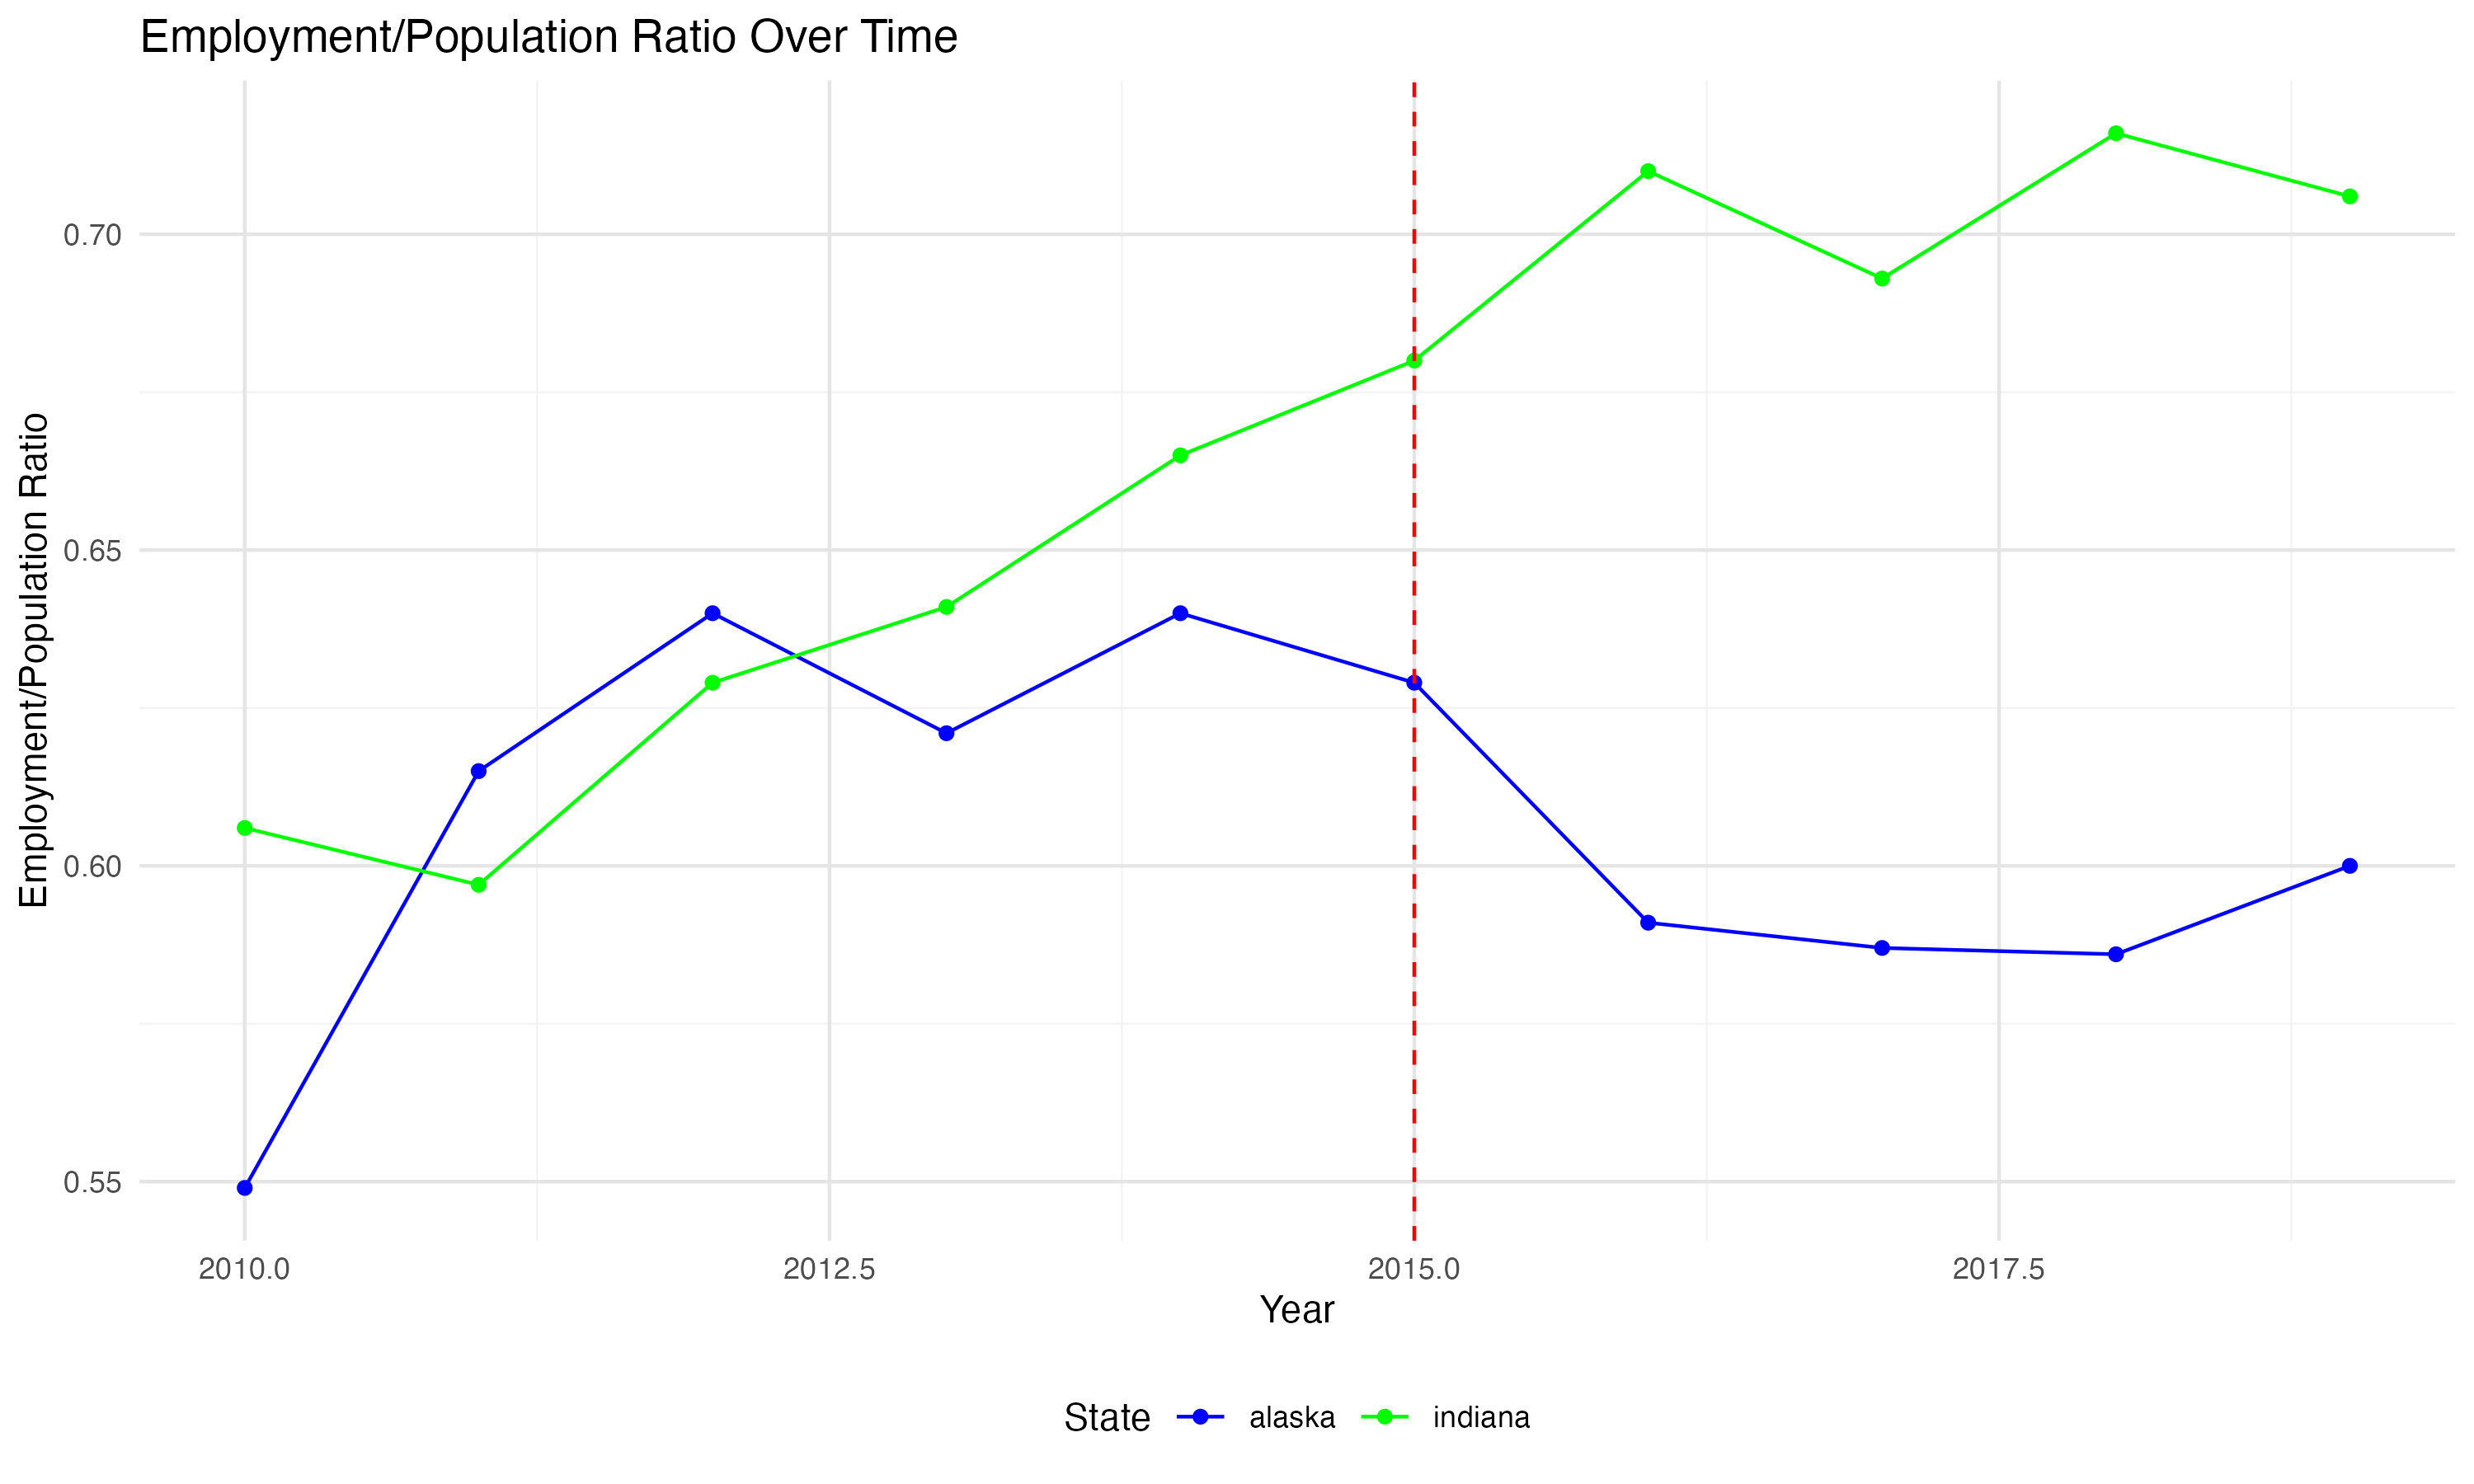 Employment/Population Ratio Over Time
Employment/Population Ratio
0.70
0.65
0.60
0.55
2010.0 2012.5 2015.0 2017.5
Year
State alaska indiana